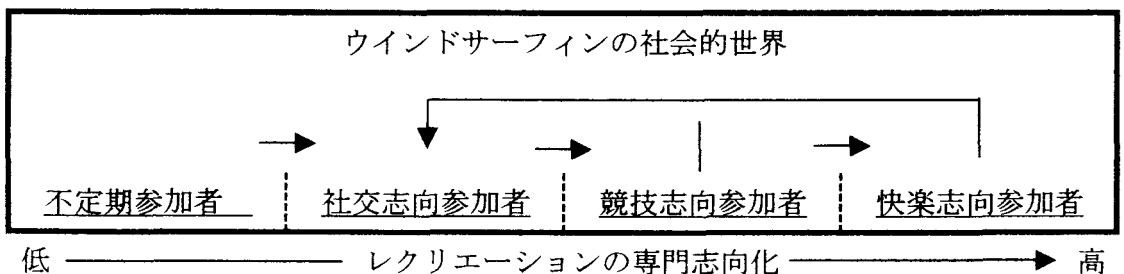 ウインドサーフィンの社会的世界
不定期参加者 社交志向参加者 競技志向参加者 快楽志向参加者
低 レクリエーションの専門志向化 高